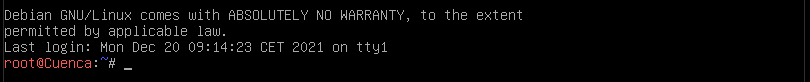 Debian GNU/Linux comes with ABSOLUTELY NO WARRANTY, to the extent
permitted by applicable law.
Last login: Mon Dec 20 09:14:23 CET 2021 on tty1
root@Cuenca:~# _